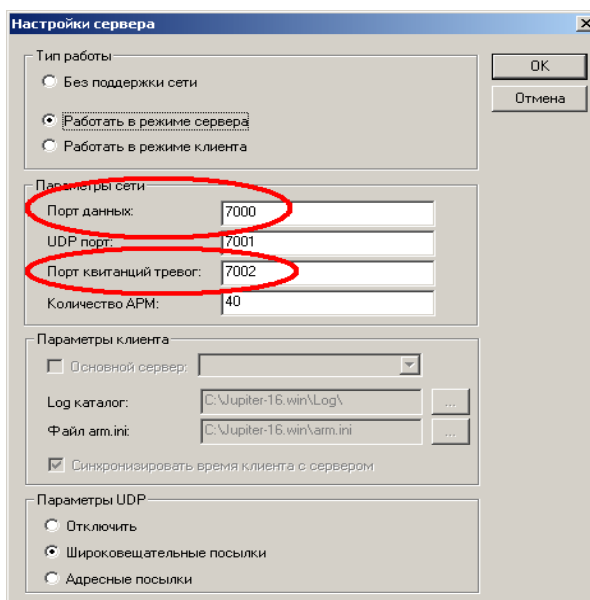 Настройки сервера
Тип работы
Без поддержки сети
Работать в режиме сервера
Работать в режиме клиента
OK
Отмена
Параметры сети
Порт данных: 7000
UDP порт: 7001
Порт квитанций тревог: 7002
Количество АРМ: 40
Параметры клиента
Основной сервер:
Log каталог: C:\Jupiter-16.win\Log\ ...
Файл arm.ini: C:\Jupiter-16.win\arm.ini ...
Синхронизировать время клиента с сервером
Параметры UDP
Отключить
Широковещательные посылки
Адресные посылки